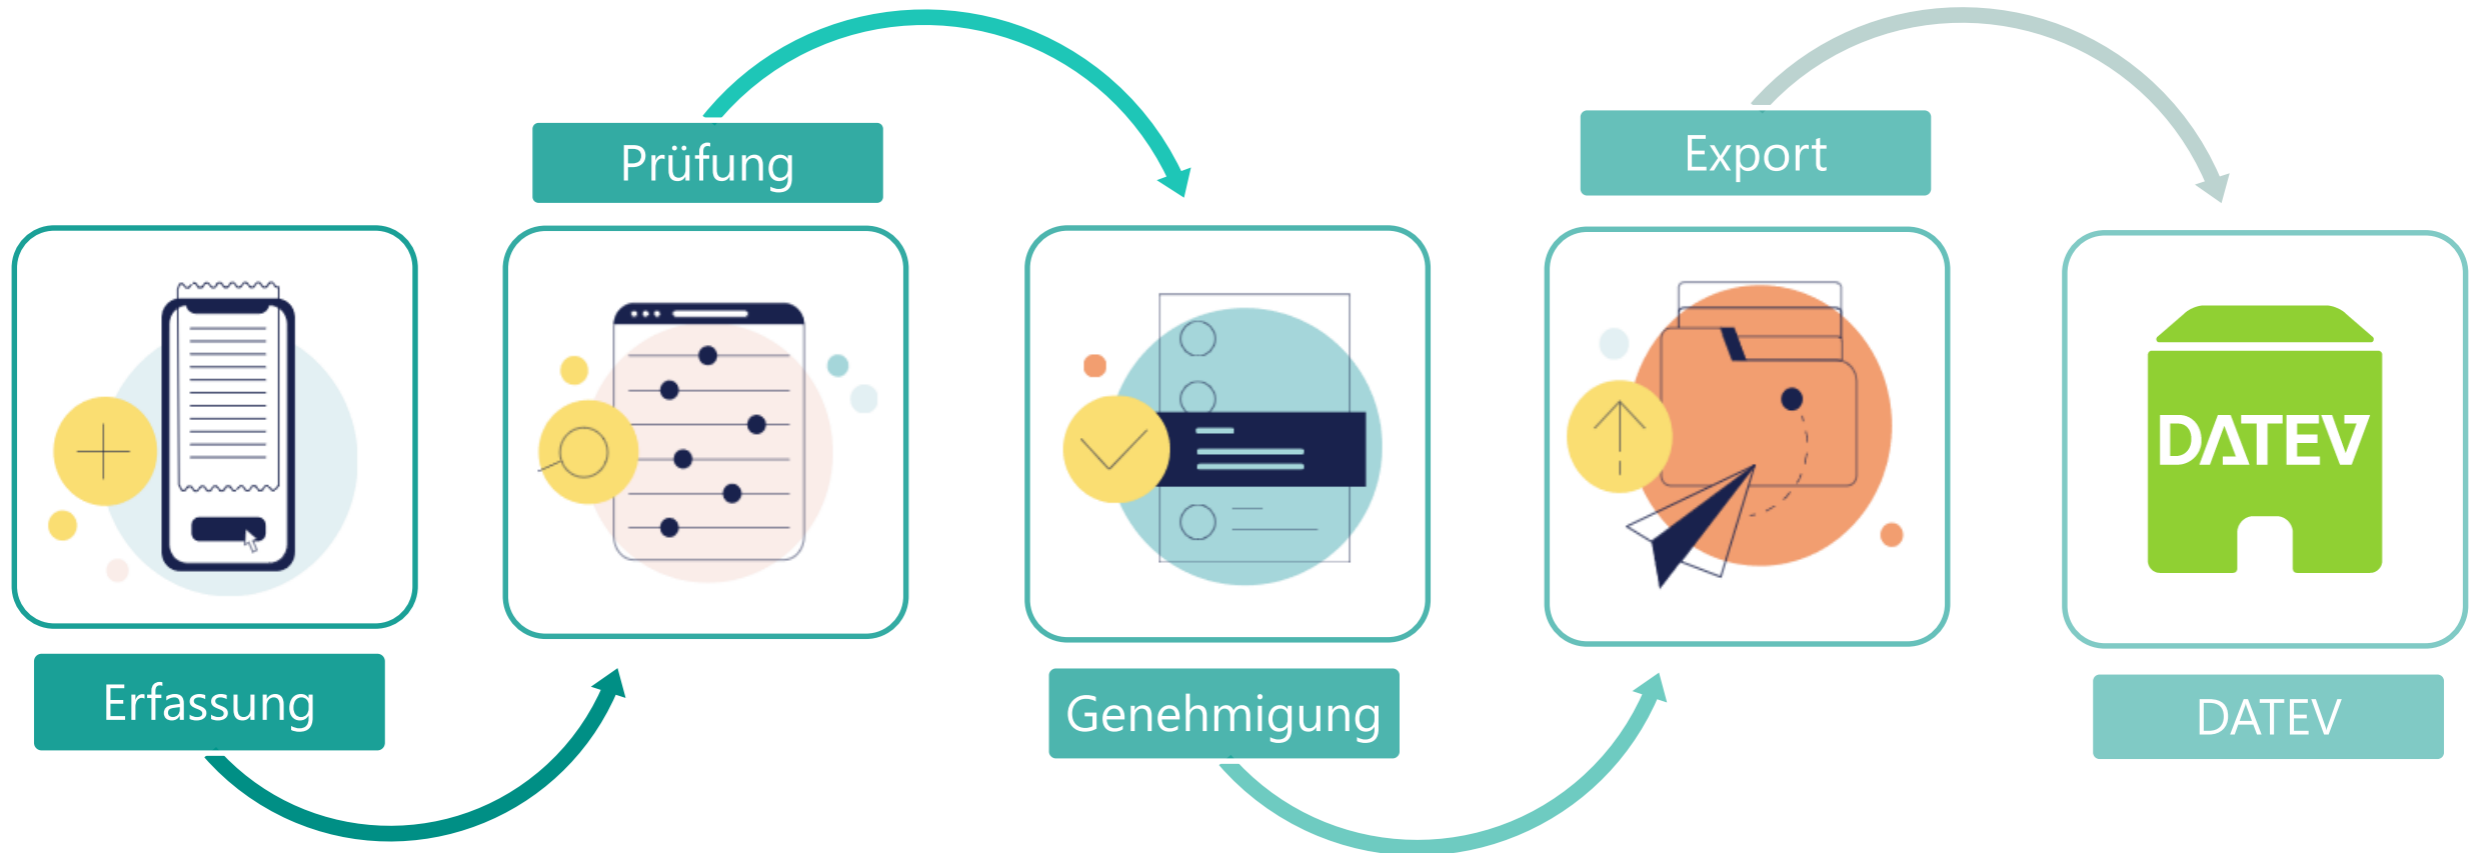 Erfassung
Prüfung
Genehmigung
Export
DATEV
DATEV